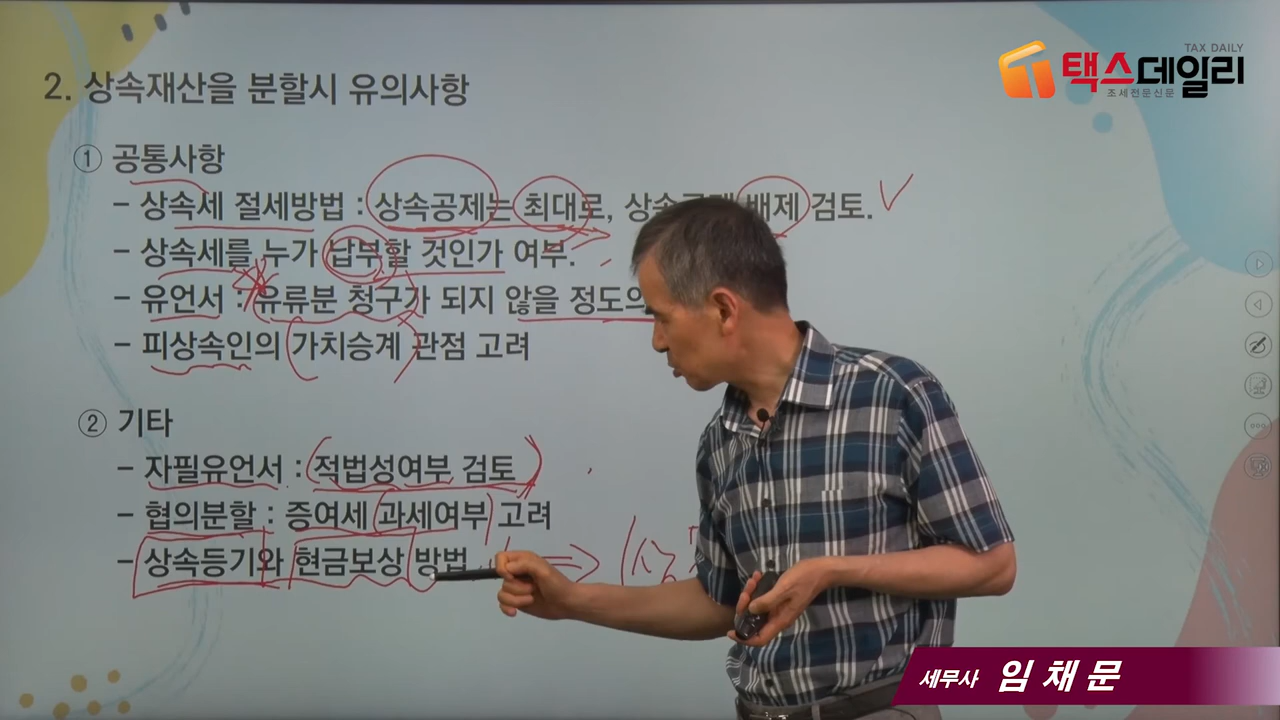 TAX DAILY
택스데일리
조세전문신문
2. 상속재산을 분할시 유의사항
① 공통사항
- 상속세 절세방법 : 상속공제는 최대로, 상속공제 배제 검토.
- 상속세를 누가 납부할 것인가 여부.
- 유언서 : 유류분 청구가 되지 않을 정도의
- 피상속인의 가치승계 관점 고려
② 기타
- 자필유언서 : (적법성여부 검토)
- 협의분할 : 증여세 과세여부 고려
- 상속등기와 현금보상 방법
세무사 임채문